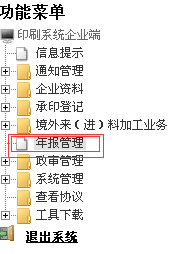 功能菜单
印刷系统企业端
信息提示
通知管理
企业资料
承印登记
境外来（进）料加工业务
年报管理
政审管理
系统管理
查看协议
工具下载
退出系统